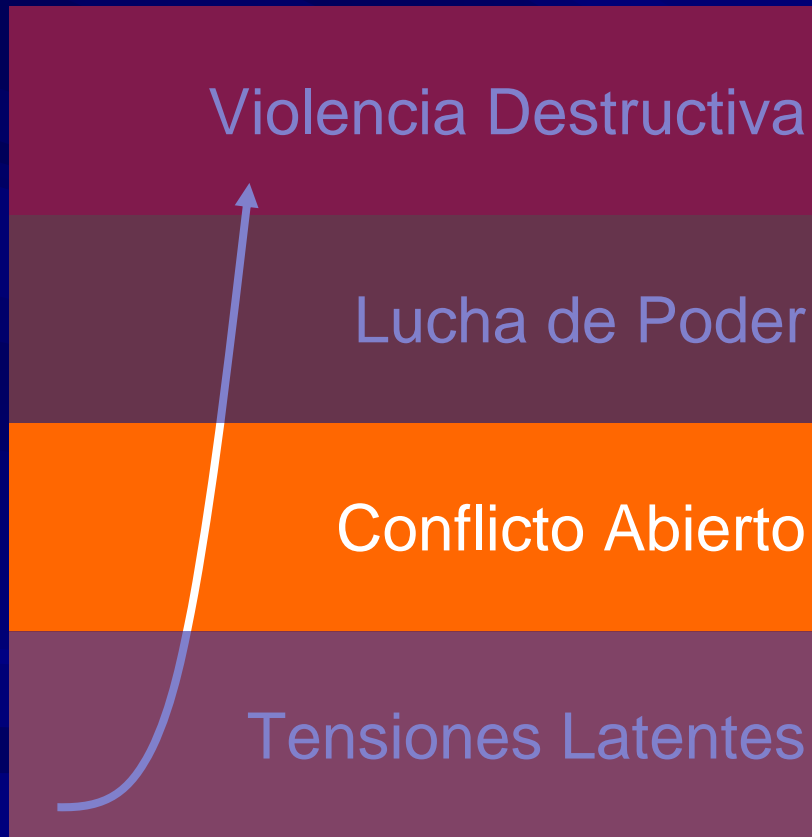 Violencia Destructiva
Lucha de Poder
Conflicto Abierto
Tensiones Latentes